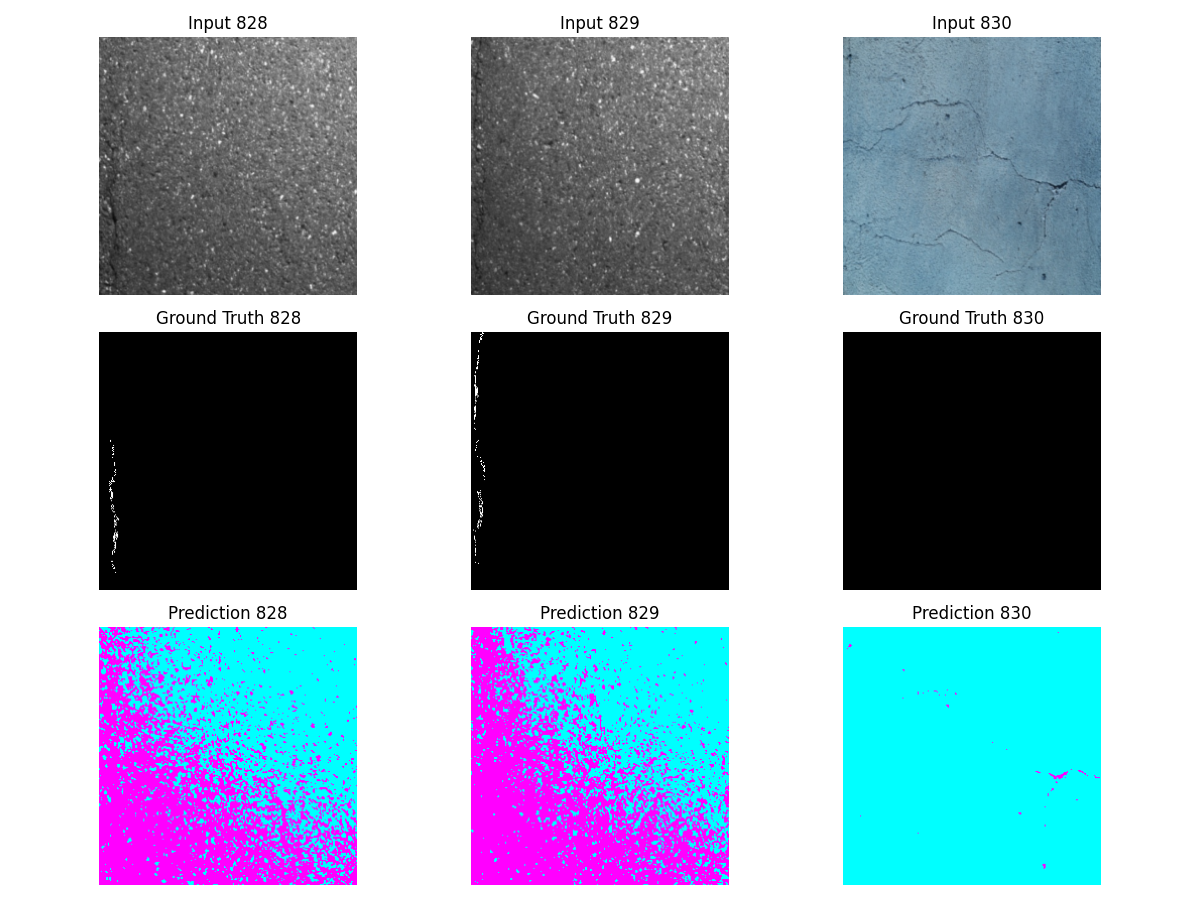 Input 828
Input 829
Input 830
Ground Truth 828
Ground Truth 829
Ground Truth 830
Prediction 828
Prediction 829
Prediction 830